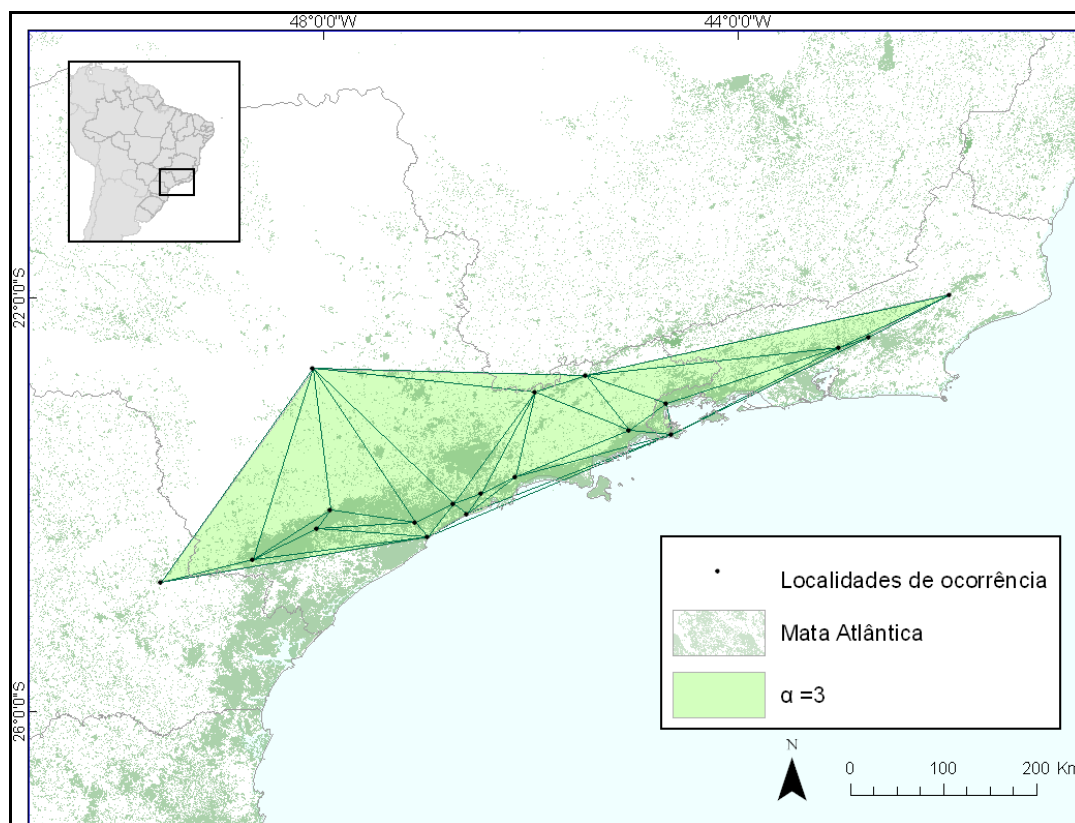 48°0'0"W 44°0'0"W
22°0'0"S
26°0'0"S
Localidades de ocorrência
Mata Atlântica
α =3
N
0 100 200 Km